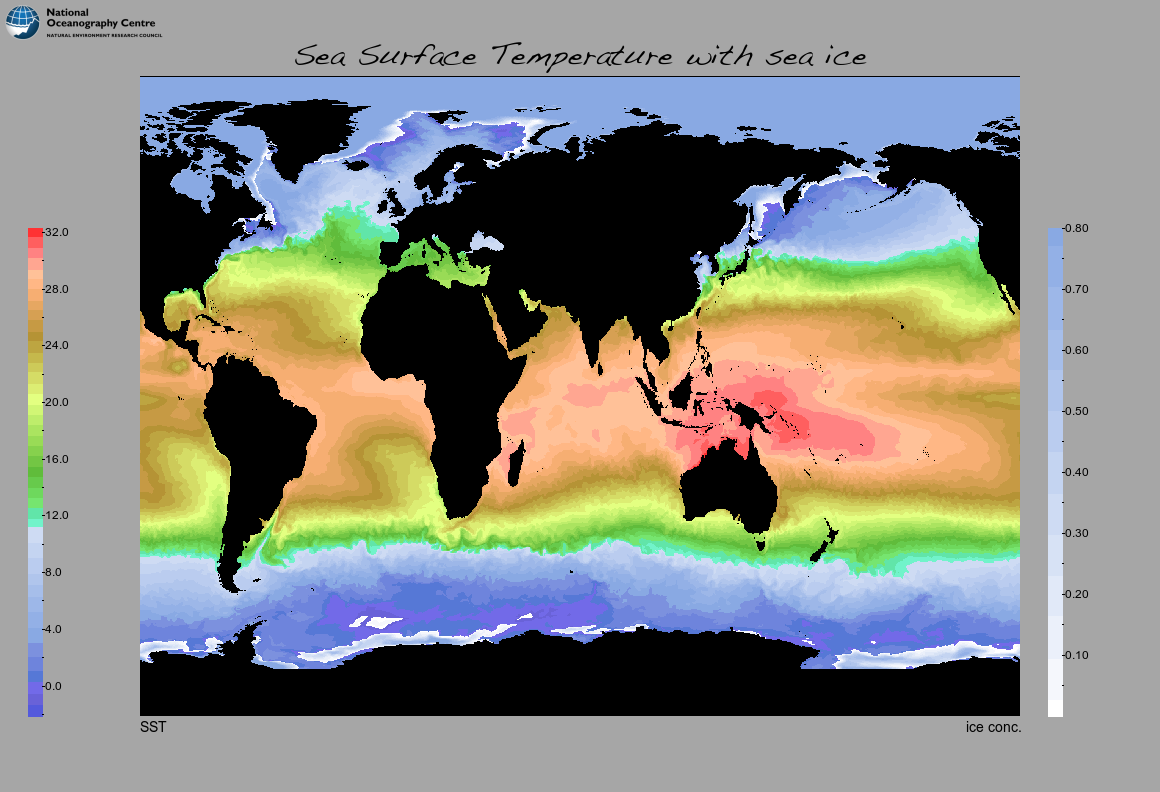 National
Oceanography Centre
NATURAL ENVIRONMENT RESEARCH COUNCIL
Sea Surface Temperature with sea ice
32.0
28.0
24.0
20.0
16.0
12.0
8.0
4.0
0.0
0.80
0.70
0.60
0.50
0.40
0.30
0.20
0.10
SST
ice conc.